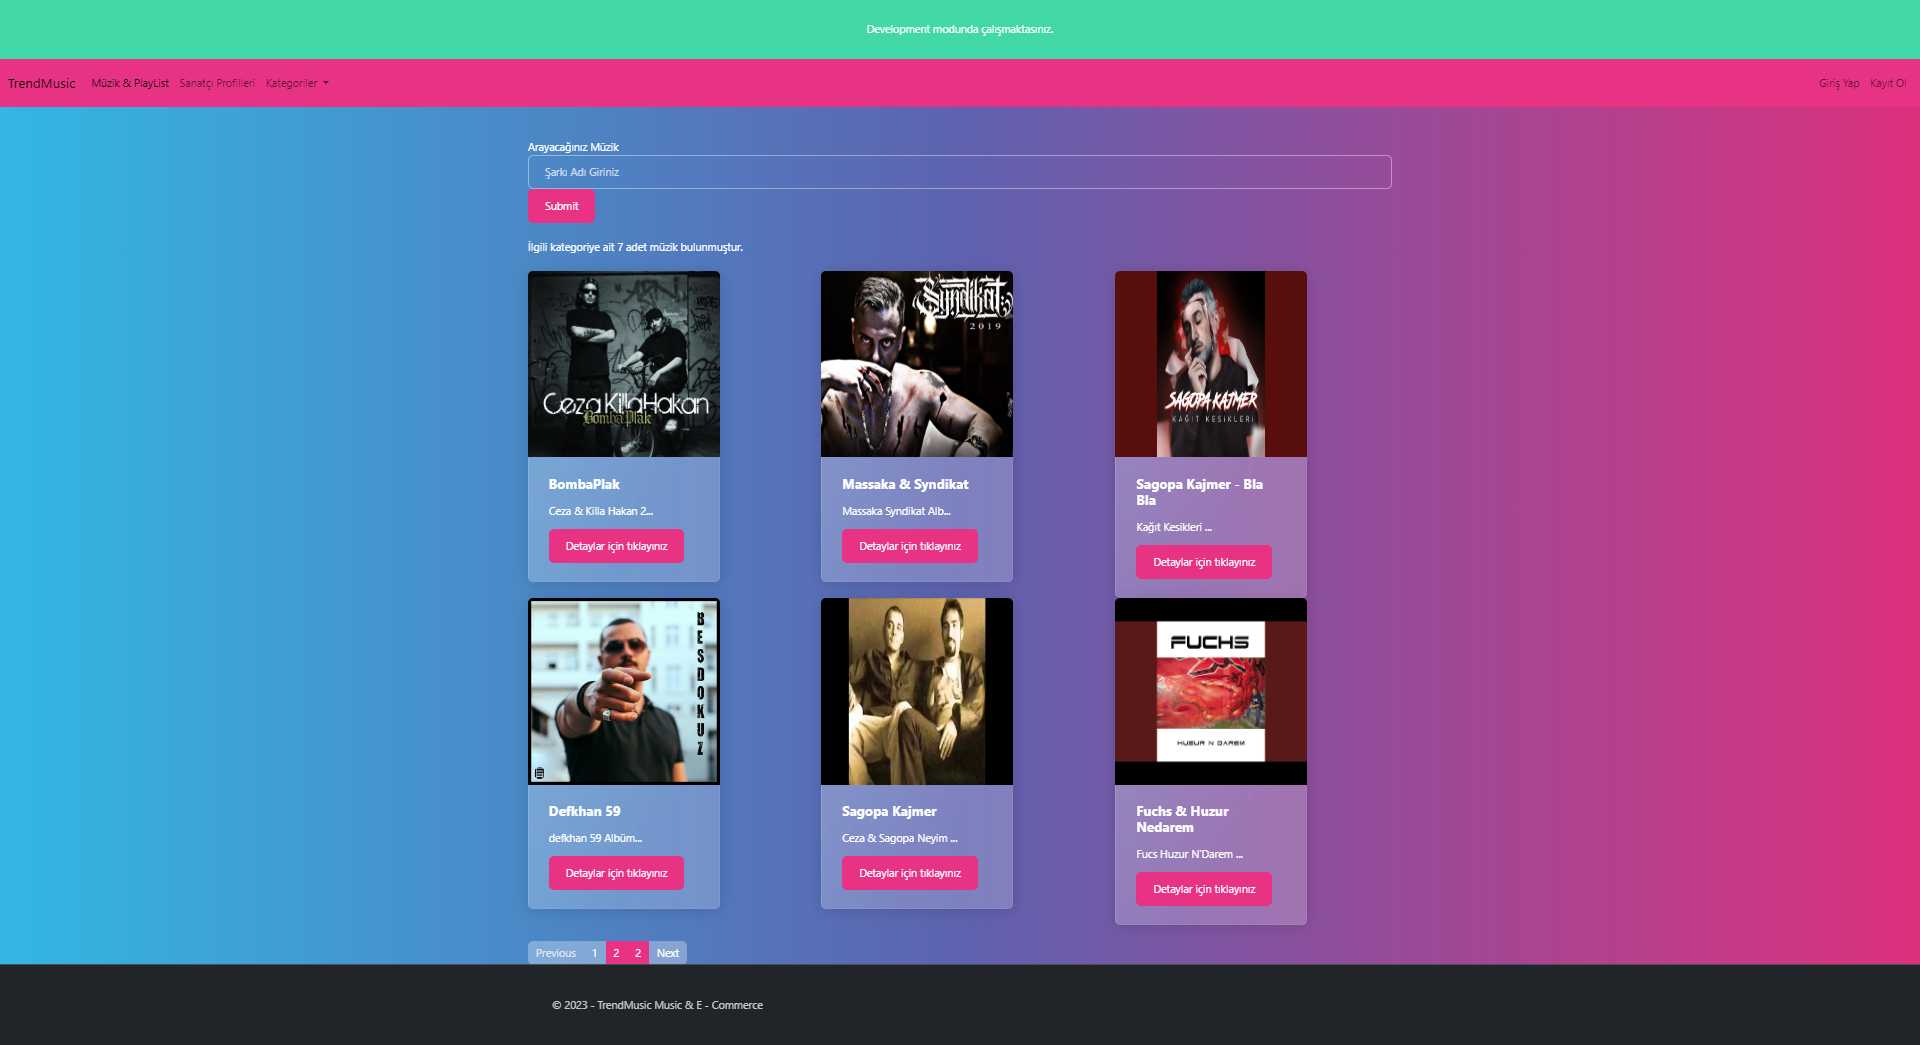 Development modunda çalışmaktasınız.
TrendMusic Müzik & PlayList Sanatçı Profilleri Kategoriler Giriş Yap Kayıt Ol
Arayacağınız Müzik
Şarkı Adı Giriniz
Submit
İlgili kategoriye ait 7 adet müzik bulunmuştur.
Ceza KillaHakan
BombaPlak
BombaPlak
Ceza & Killa Hakan 2...
Detaylar için tıklayınız
Syndikat
2019
Massaka & Syndikat
Massaka Syndikat Alb...
Detaylar için tıklayınız
SAGOPA KAJMER
KAĞIT KESİKLERİ
Sagopa Kajmer - Bla
Bla
Kağıt Kesikleri ...
Detaylar için tıklayınız
BESDOKUZ
Defkhan 59
defkhan 59 Albüm...
Detaylar için tıklayınız
Sagopa Kajmer
Ceza & Sagopa Neyim ...
Detaylar için tıklayınız
FUCHS
HUZUR N DAREM
Fuchs & Huzur
Nedarem
Fucs Huzur N'Darem ...
Detaylar için tıklayınız
Previous 1 2 2 Next
© 2023 - TrendMusic Music & E - Commerce